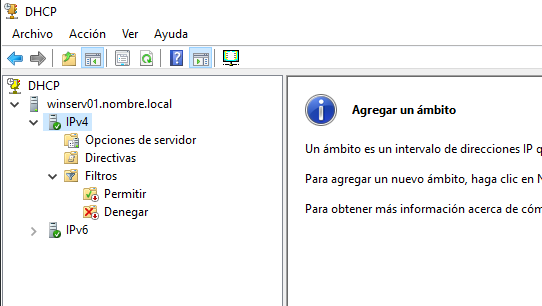 DHCP
Archivo Acción Ver Ayuda
DHCP
winserv01.nombre.local
IPv4
Opciones de servidor
Directivas
Filtros
Permitir
Denegar
IPv6
Agregar un ámbito
Un ámbito es un intervalo de direcciones IP q
Para agregar un nuevo ámbito, haga clic en N
Para obtener más información acerca de cóm